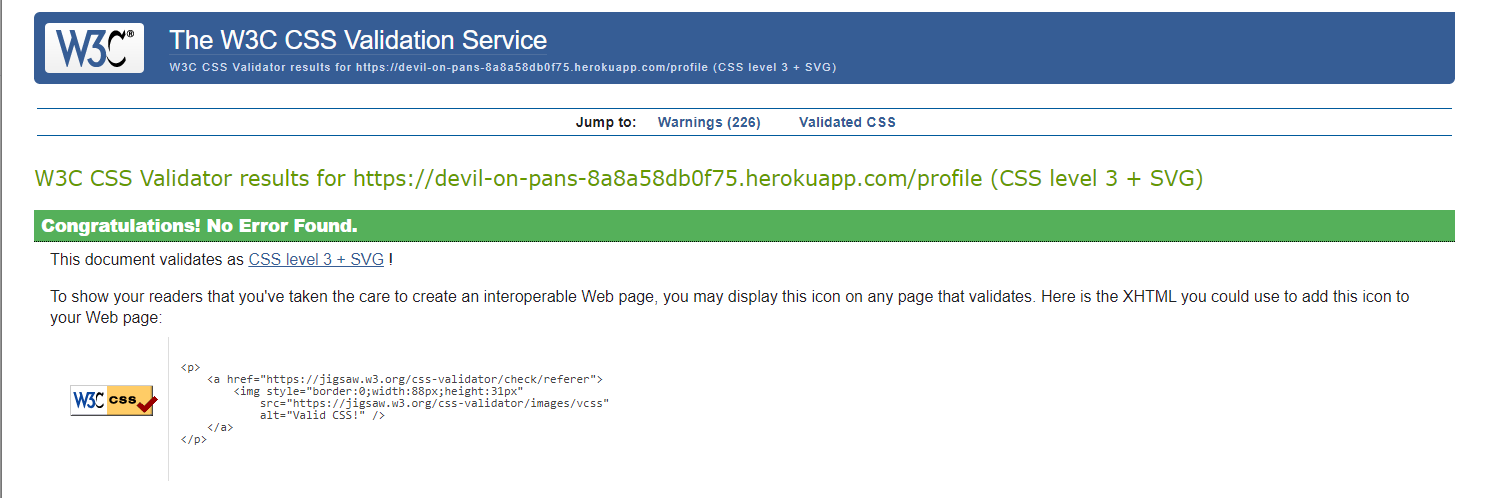 W3C® The W3C CSS Validation Service
W3C CSS Validator results for https://devil-on-pans-8a8a58db0f75.herokuapp.com/profile (CSS level 3 + SVG)
Jump to: Warnings (226) Validated CSS
W3C CSS Validator results for https://devil-on-pans-8a8a58db0f75.herokuapp.com/profile (CSS level 3 + SVG)
Congratulations! No Error Found.
This document validates as CSS level 3 + SVG !
To show your readers that you've taken the care to create an interoperable Web page, you may display this icon on any page that validates. Here is the XHTML you could use to add this icon to
your Web page:
W3C css
<p>
    <a href="https://jigsaw.w3.org/css-validator/check/referer">
        <img style="border:0;width:88px;height:31px"
            src="https://jigsaw.w3.org/css-validator/images/vcss"
            alt="Valid CSS!" />
    </a>
</p>